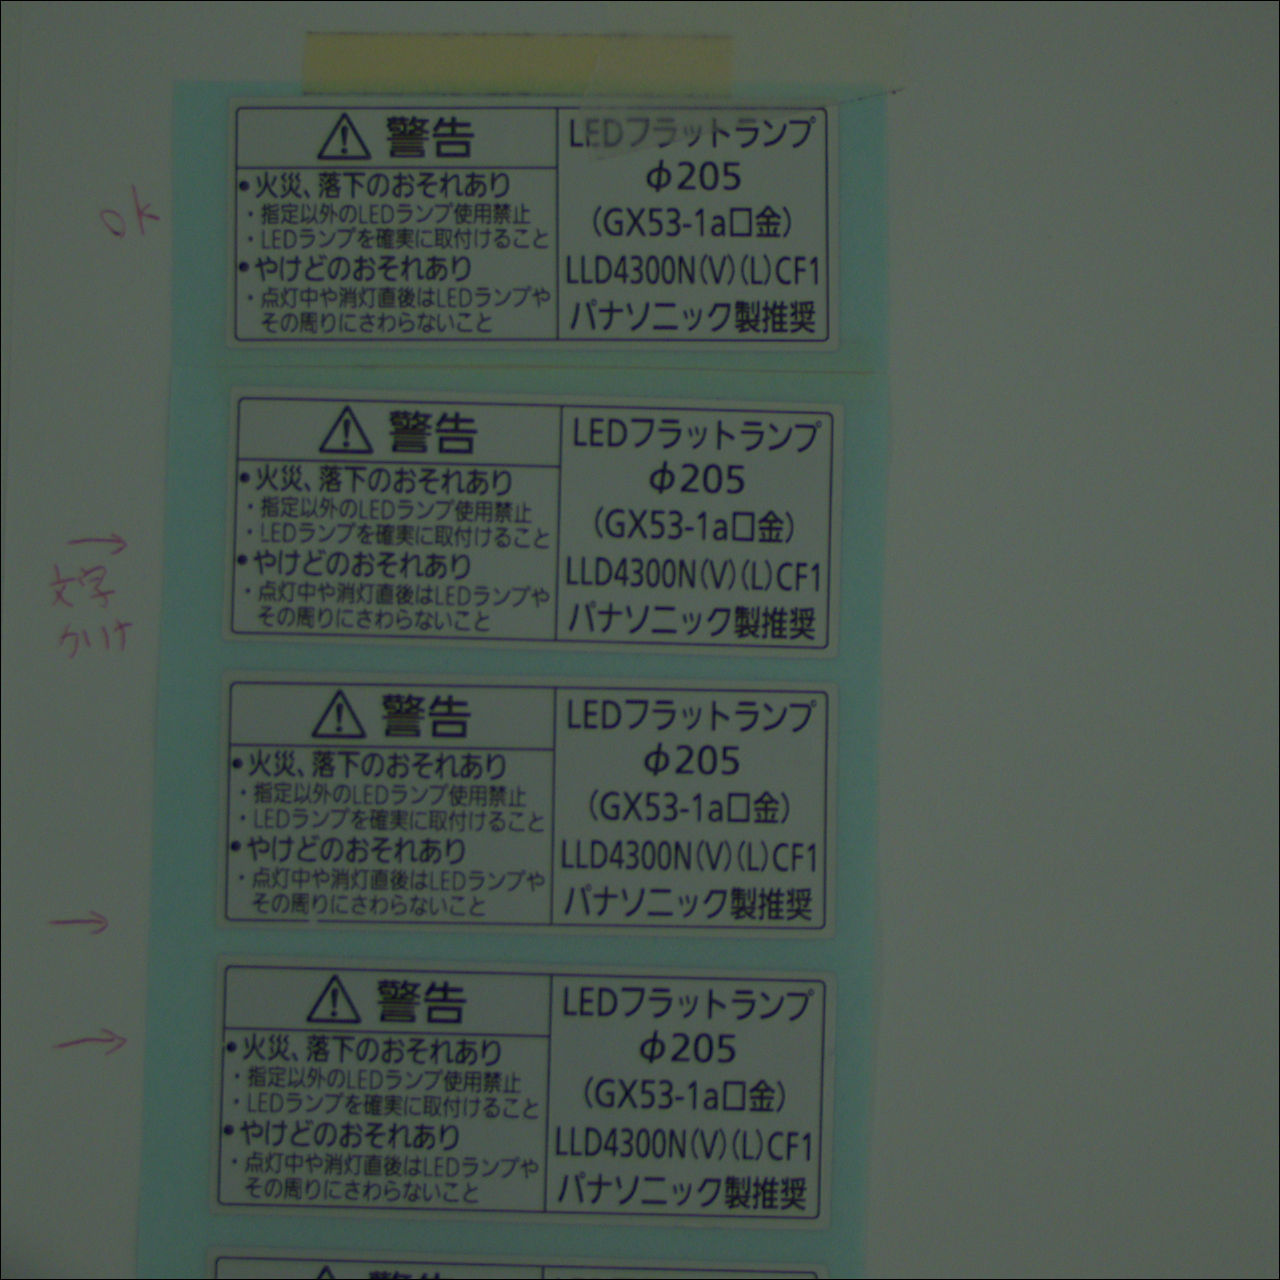 ok
警告
●火災、落下のおそれあり
・指定以外のLEDランプ使用禁止
・LEDランプを確実に取付けること
●やけどのおそれあり
・点灯中や消灯直後はLEDランプや
その周りにさわらないこと
LEDフラットランプ
φ205
(GX53-1a口金)
LLD4300N(V)(L)CF1
パナソニック製推奨
→
文字
カリケ
警告
●火災、落下のおそれあり
・指定以外のLEDランプ使用禁止
・LEDランプを確実に取付けること
●やけどのおそれあり
・点灯中や消灯直後はLEDランプや
その周りにさわらないこと
LEDフラットランプ
φ205
(GX53-1a口金)
LLD4300N(V)(L)CF1
パナソニック製推奨
→
警告
●火災、落下のおそれあり
・指定以外のLEDランプ使用禁止
・LEDランプを確実に取付けること
●やけどのおそれあり
・点灯中や消灯直後はLEDランプや
その周りにさわらないこと
LEDフラットランプ
φ205
(GX53-1a口金)
LLD4300N(V)(L)CF1
パナソニック製推奨
→
警告
●火災、落下のおそれあり
・指定以外のLEDランプ使用禁止
・LEDランプを確実に取付けること
●やけどのおそれあり
・点灯中や消灯直後はLEDランプや
その周りにさわらないこと
LEDフラットランプ
φ205
(GX53-1a口金)
LLD4300N(V)(L)CF1
パナソニック製推奨